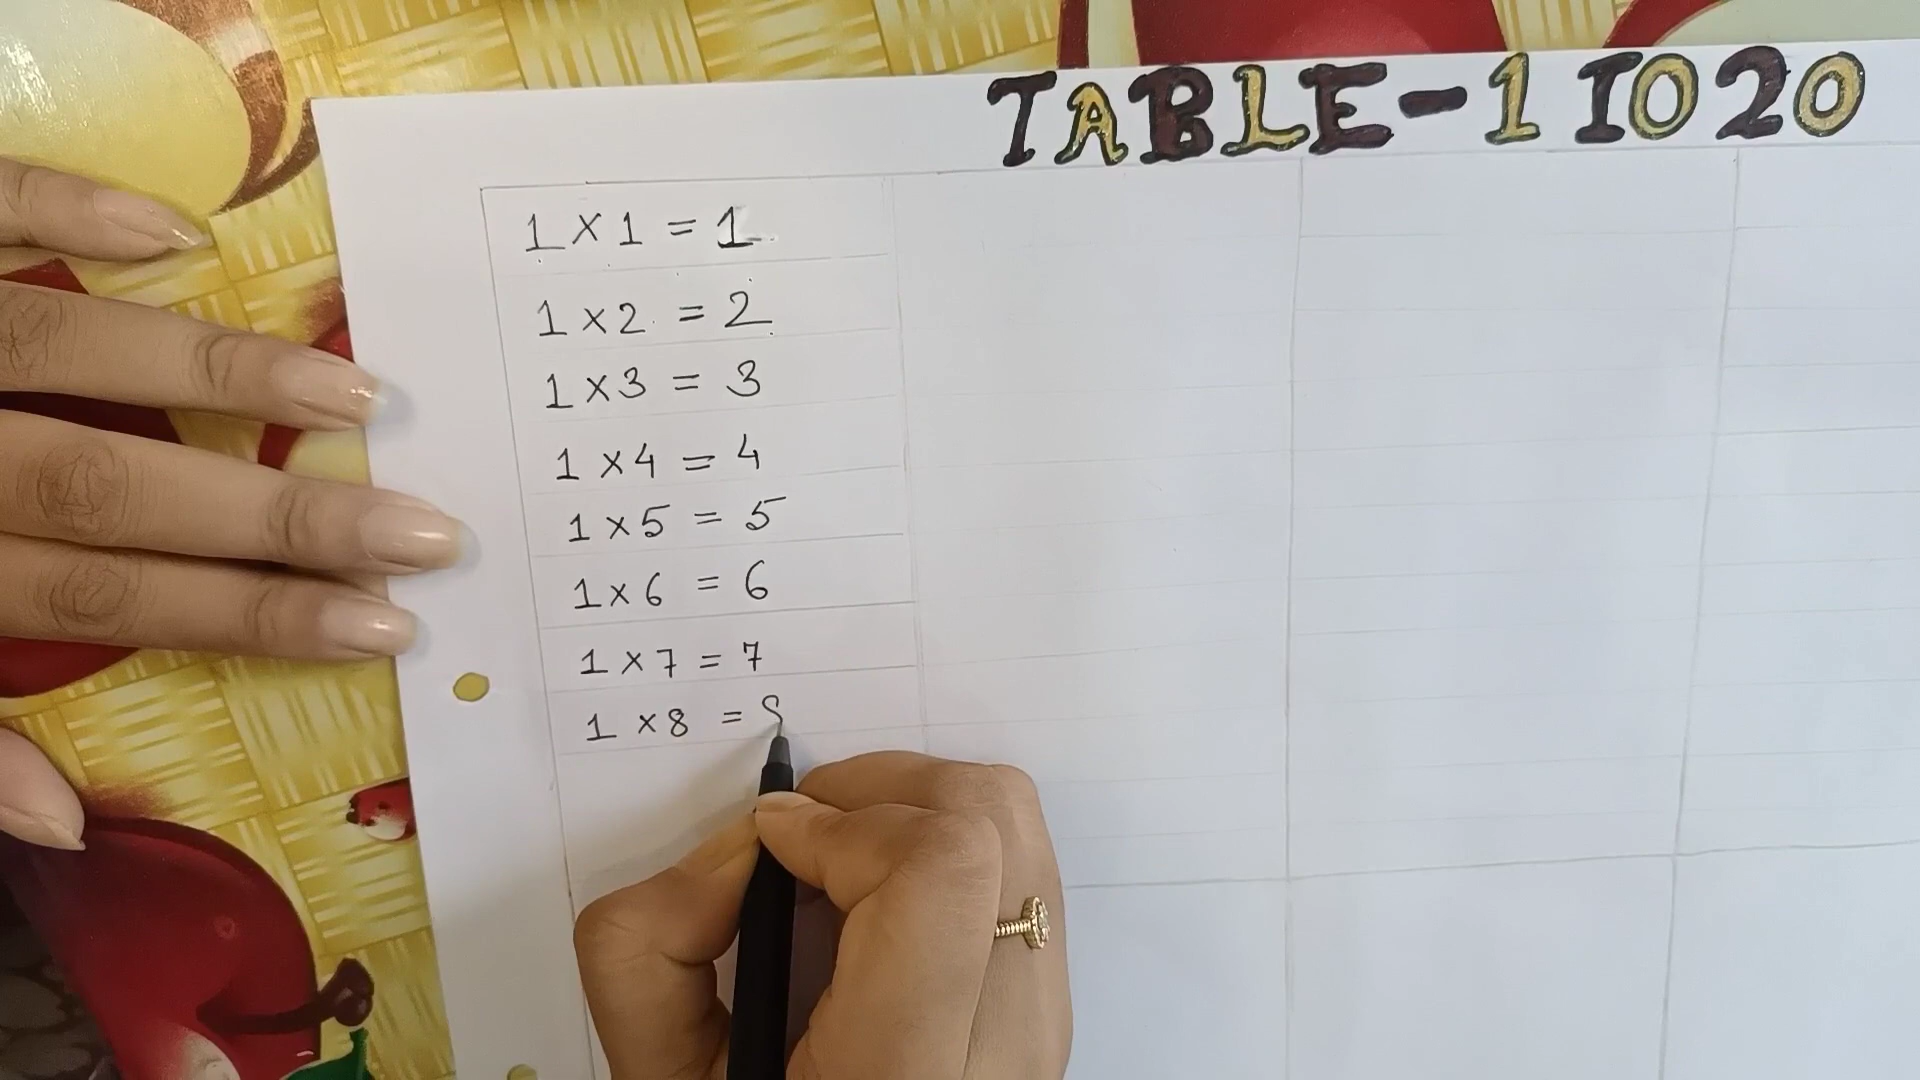 TABLE-1 TO 20
1 × 1 = 1
1 × 2 = 2
1 × 3 = 3
1 × 4 = 4
1 × 5 = 5
1 × 6 = 6
1 × 7 = 7
1 × 8 =